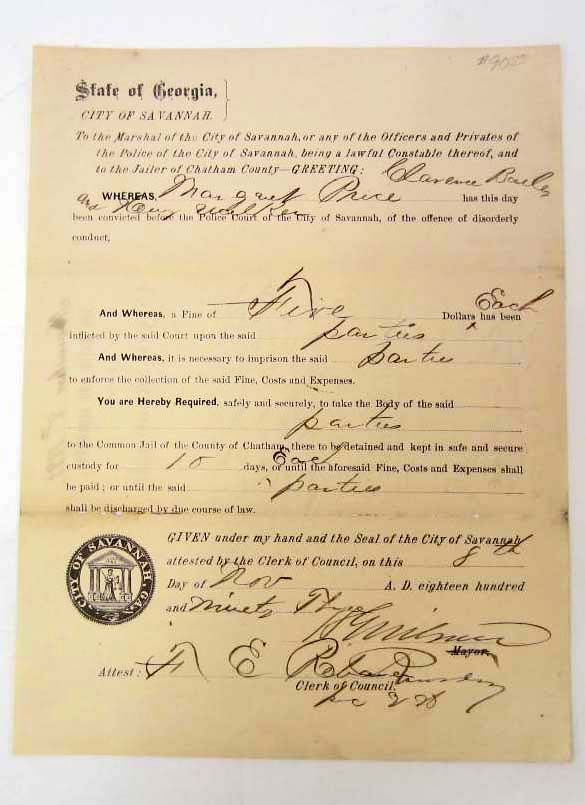 State of Georgia,
CITY OF SAVANNAH.
To the Marshal of the City of Savannah, or any of the Officers and Privates of
the Police of the City of Savannah, being a lawful Constable thereof, and
to the Jailer of Chatham County—GREETING: Clarence
WHEREAS, Margret Price has this day
and Henry
been convicted before the Police Court of the City of Savannah, of the offence of disorderly
conduct,
And Whereas, a Fine of Five Dollars Each has been
inflicted by the said Court upon the said parties
And Whereas, it is necessary to imprison the said parties
to enforce the collection of the said Fine, Costs and Expenses.
You are Hereby Required, safely and securely, to take the Body of the said
parties
to the Common Jail of the County of Chatham, there to be detained and kept in safe and secure
custody for 10 days, Each or until the aforesaid Fine, Costs and Expenses shall
be paid; or until the said parties
shall be discharged by due course of law.
CITY OF SAVANNAH GA.
GIVEN under my hand and the Seal of the City of Savannah
attested by the Clerk of Council, on this 8th
Day of Nov A. D. eighteen hundred
and ninety Three
Mayor.
Attest: F E
Clerk of Council.